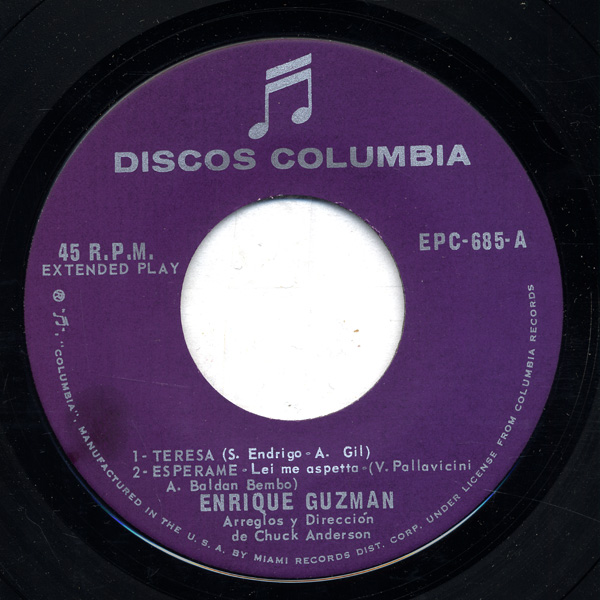 DISCOS COLUMBIA
45 R.P.M.
EXTENDED PLAY
EPC-685-A
1- TERESA (S. Endrigo - A. Gil)
2- ESPERAME - Lei me aspetta - (V. Pallavicini
A. Baldan Bembo)
ENRIQUE GUZMAN
Arreglos y Dirección
de Chuck Anderson
"COLUMBIA". MANUFACTURED IN THE U.S.A. BY MIAMI RECORDS DIST. CORP. UNDER LICENSE FROM COLUMBIA RECORDS